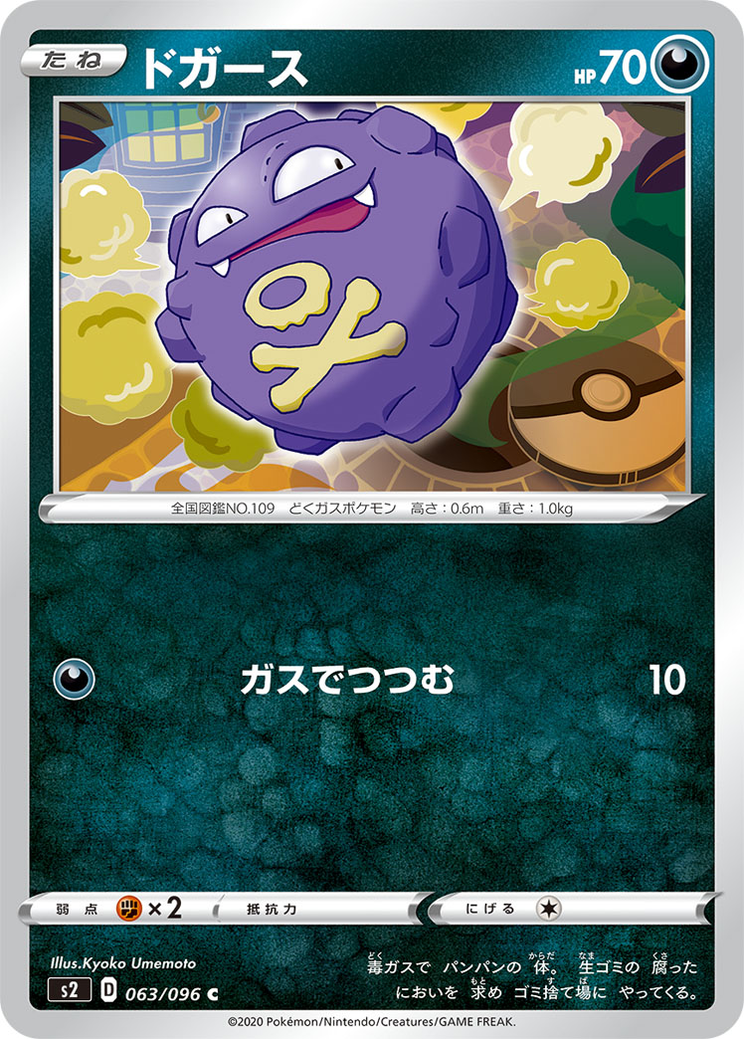 たね ドガース HP 70
全国図鑑NO.109 どくガスポケモン 高さ:0.6m 重さ:1.0kg
ガスでつつむ 10
弱点 ×2 抵抗力 にげる
Illus.Kyoko Umemoto
s2 D 063/096 C
毒ガスで パンパンの 体。 生ゴミの 腐った
においを 求め ゴミ捨て場に やってくる。
©2020 Pokémon/Nintendo/Creatures/GAME FREAK.